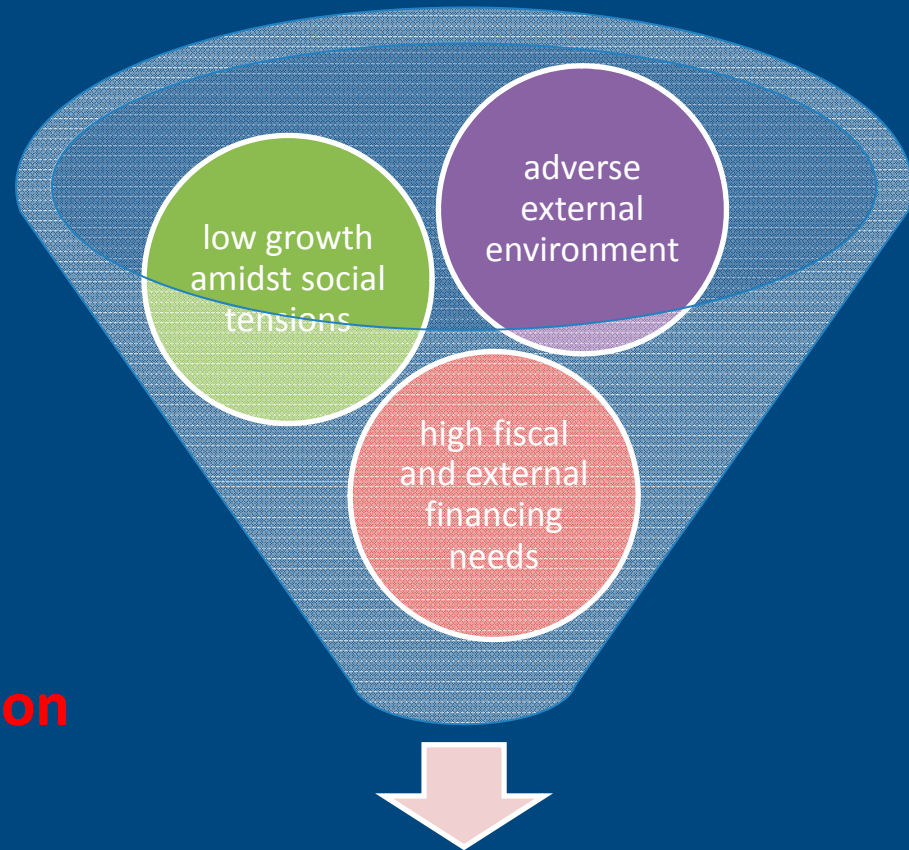 adverse
external
environment
low growth
amidst social
tensions
high fiscal
and external
financing
needs
on